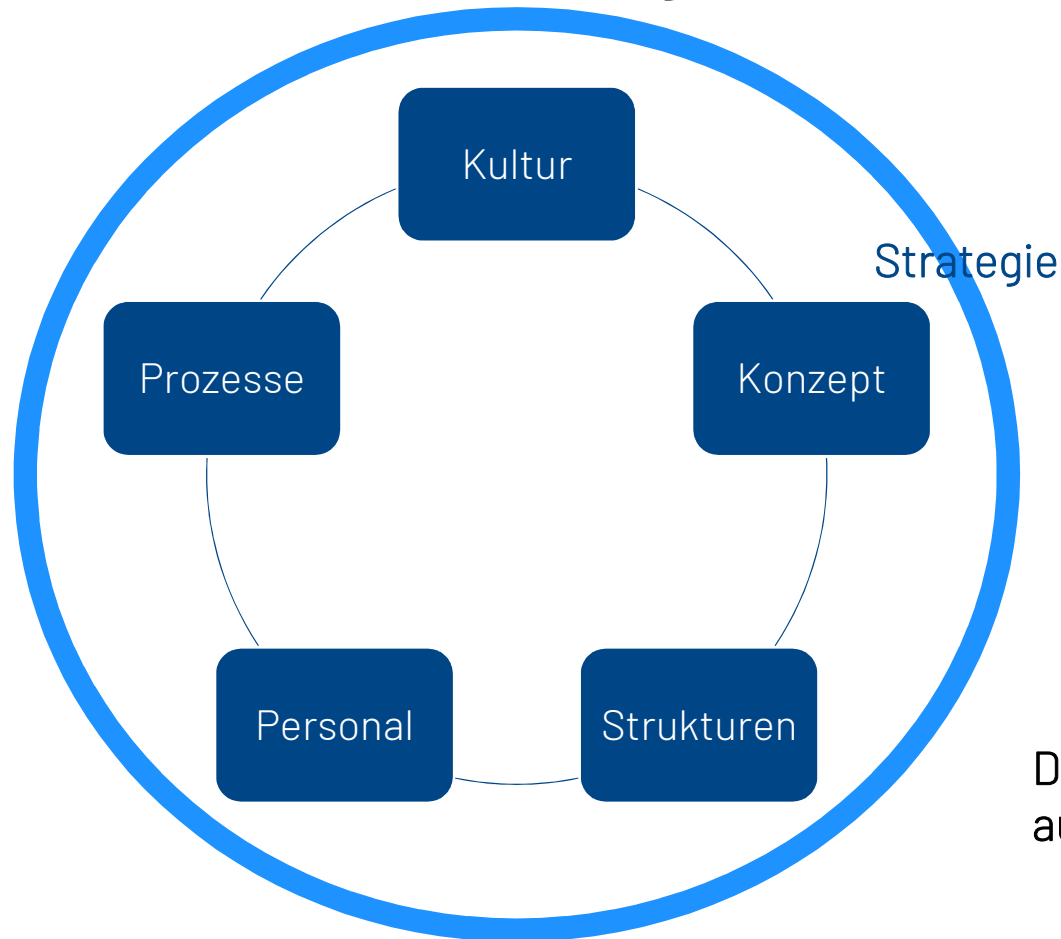 Kultur
Strategie
Prozesse
Konzept
Personal
Strukturen